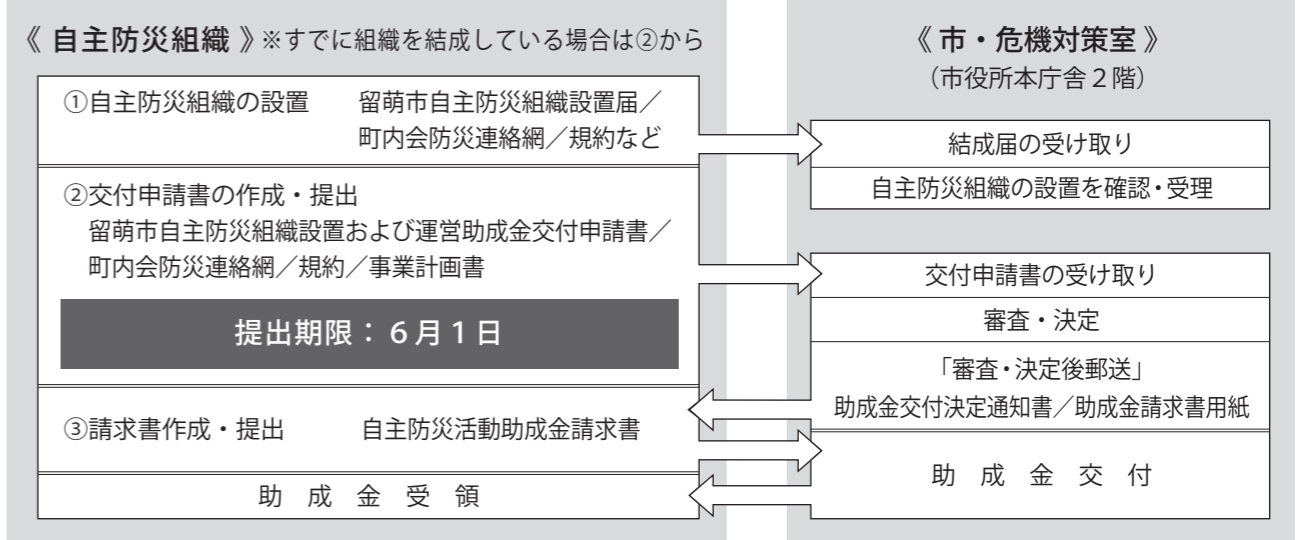 《 自主防災組織 》※すでに組織を結成している場合は②から
①自主防災組織の設置 留萌市自主防災組織設置届／
町内会防災連絡網／規約など
②交付申請書の作成・提出
留萌市自主防災組織設置および運営助成金交付申請書／
町内会防災連絡網／規約／事業計画書
提出期限：６月１日
③請求書作成・提出 自主防災活動助成金請求書
助 成 金 受 領
《 市・危機対策室 》
（市役所本庁舎２階）
結成届の受け取り
自主防災組織の設置を確認・受理
交付申請書の受け取り
審査・決定
「審査・決定後郵送」
助成金交付決定通知書／助成金請求書用紙
助 成 金 交 付